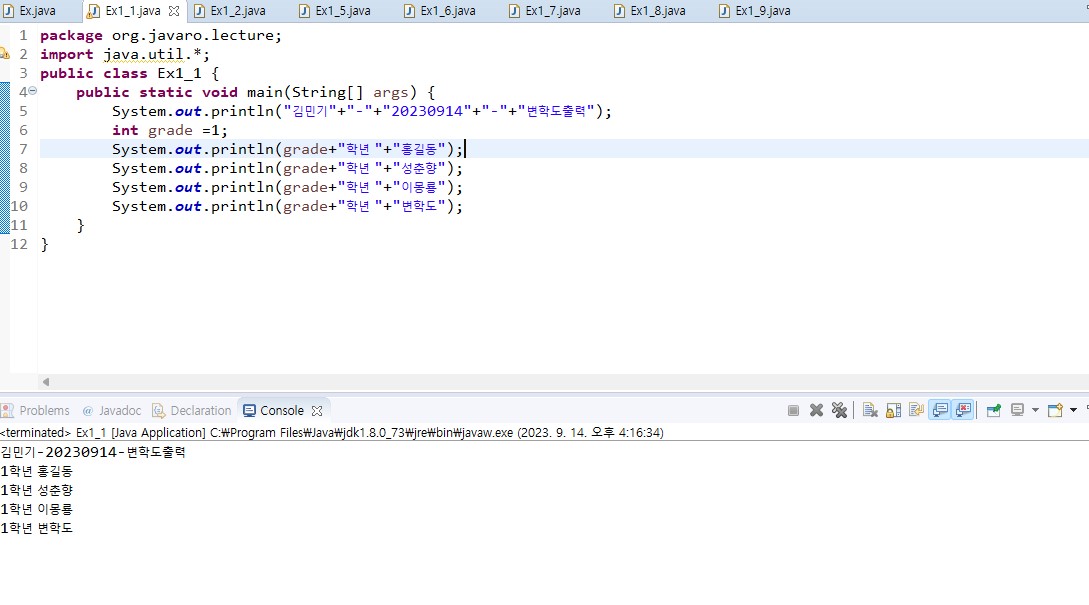 Ex.java Ex1_1.java Ex1_2.java Ex1_5.java Ex1_6.java Ex1_7.java Ex1_8.java Ex1_9.java
1 package org.javaro.lecture;
2 import java.util.*;
3 public class Ex1_1 {
4 public static void main(String[] args) {
5 System.out.println("김민기"+"-"+"20230914"+"-"+"변학도출력");
6 int grade =1;
7 System.out.println(grade+"학년 "+"홍길동");
8 System.out.println(grade+"학년 "+"성춘향");
9 System.out.println(grade+"학년 "+"이몽룡");
10 System.out.println(grade+"학년 "+"변학도");
11 }
12 }
Problems @ Javadoc Declaration Console
<terminated> Ex1_1 [Java Application] C:₩Program Files₩Java₩jdk1.8.0_73₩jre₩bin₩javaw.exe (2023. 9. 14. 오후 4:16:34)
김민기-20230914-변학도출력
1학년 홍길동
1학년 성춘향
1학년 이몽룡
1학년 변학도